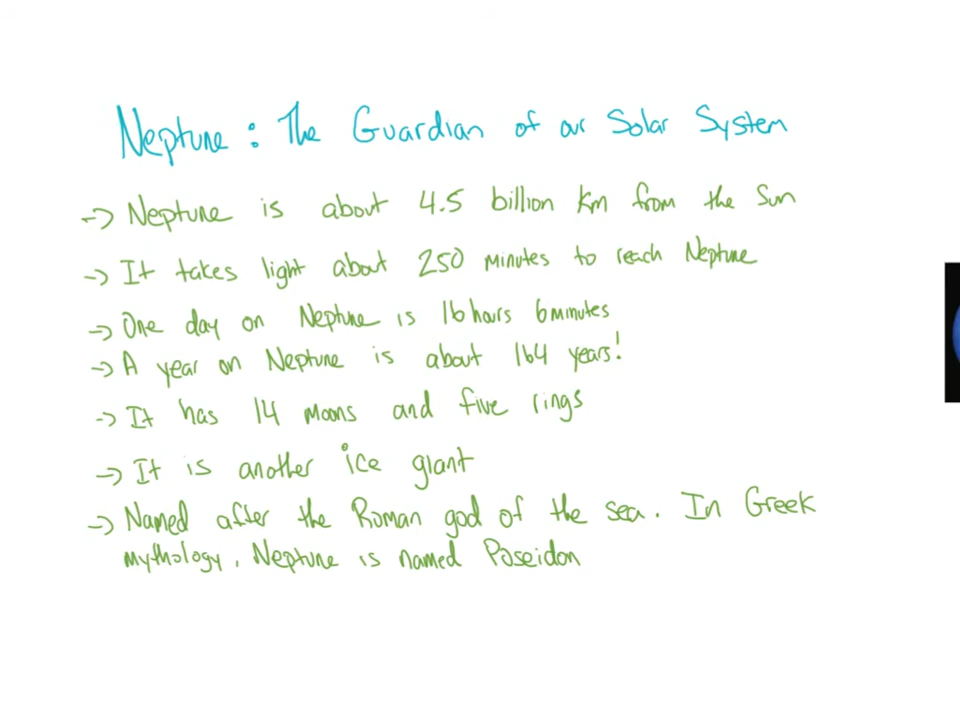 Neptune : The Guardian of our Solar System
-> Neptune is about 4.5 billion Km from the Sun
-> It takes light about 250 minutes to reach Neptune
-> One day on Neptune is 16 hours 6 minutes
-> A year on Neptune is about 164 years!
-> It has 14 moons and five rings
-> It is another ice giant
-> Named after the Roman god of the sea. In Greek
mythology, Neptune is named Poseidon